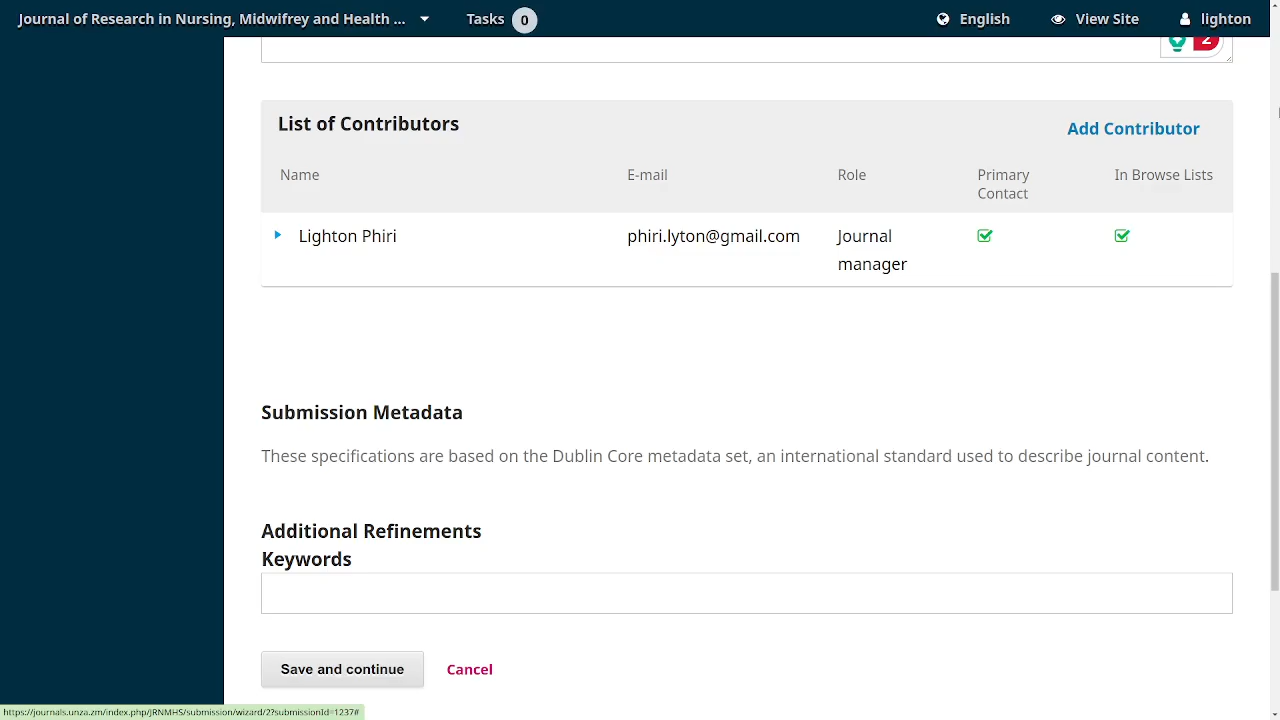 Journal of Research in Nursing, Midwifrey and Health ... Tasks 0 English View Site lighton
2
List of Contributors
Add Contributor
Name E-mail Role Primary Contact In Browse Lists
Lighton Phiri phiri.lyton@gmail.com Journal manager
Submission Metadata
These specifications are based on the Dublin Core metadata set, an international standard used to describe journal content.
Additional Refinements
Keywords
Save and continue Cancel
https://journals.unza.zm/index.php/JRNMHS/submission/wizard/2?submissionId=1237#